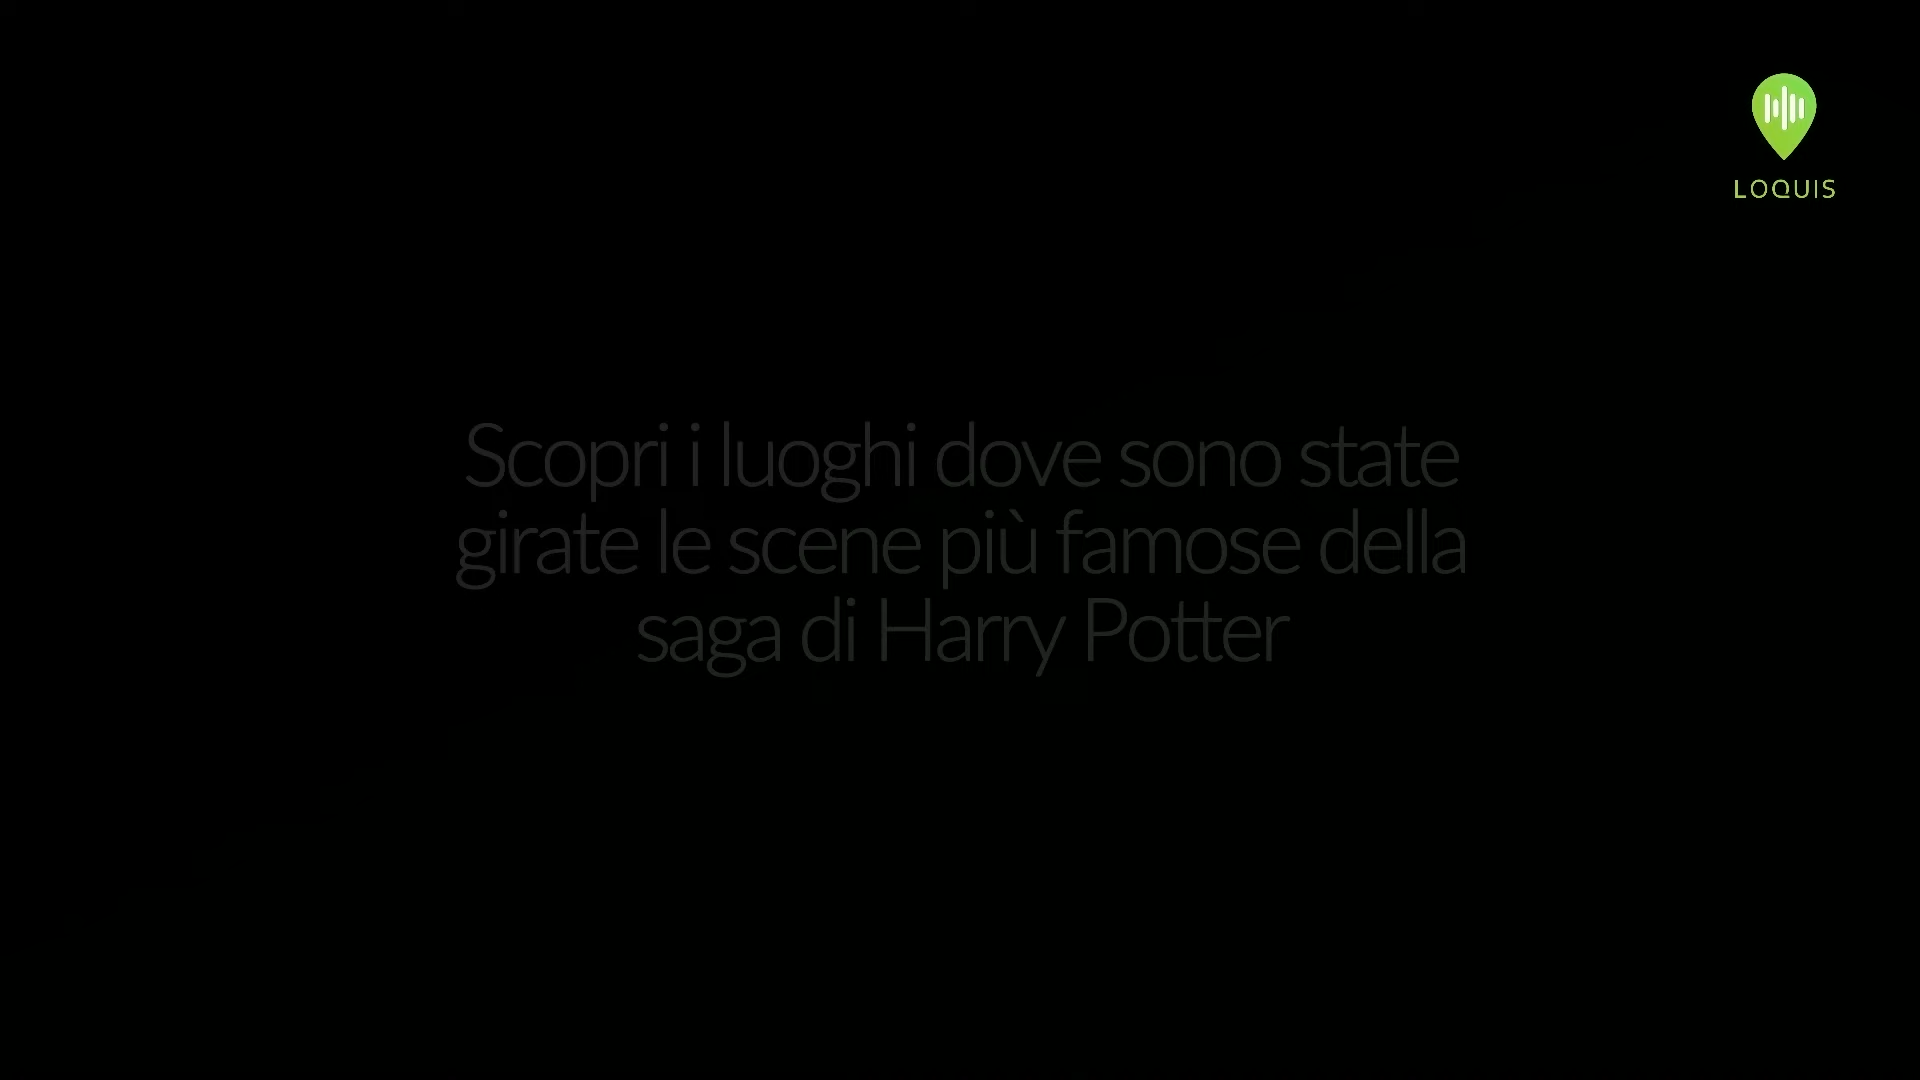 LOQUIS
Scopri i luoghi dove sono state
girate le scene più famose della
saga di Harry Potter